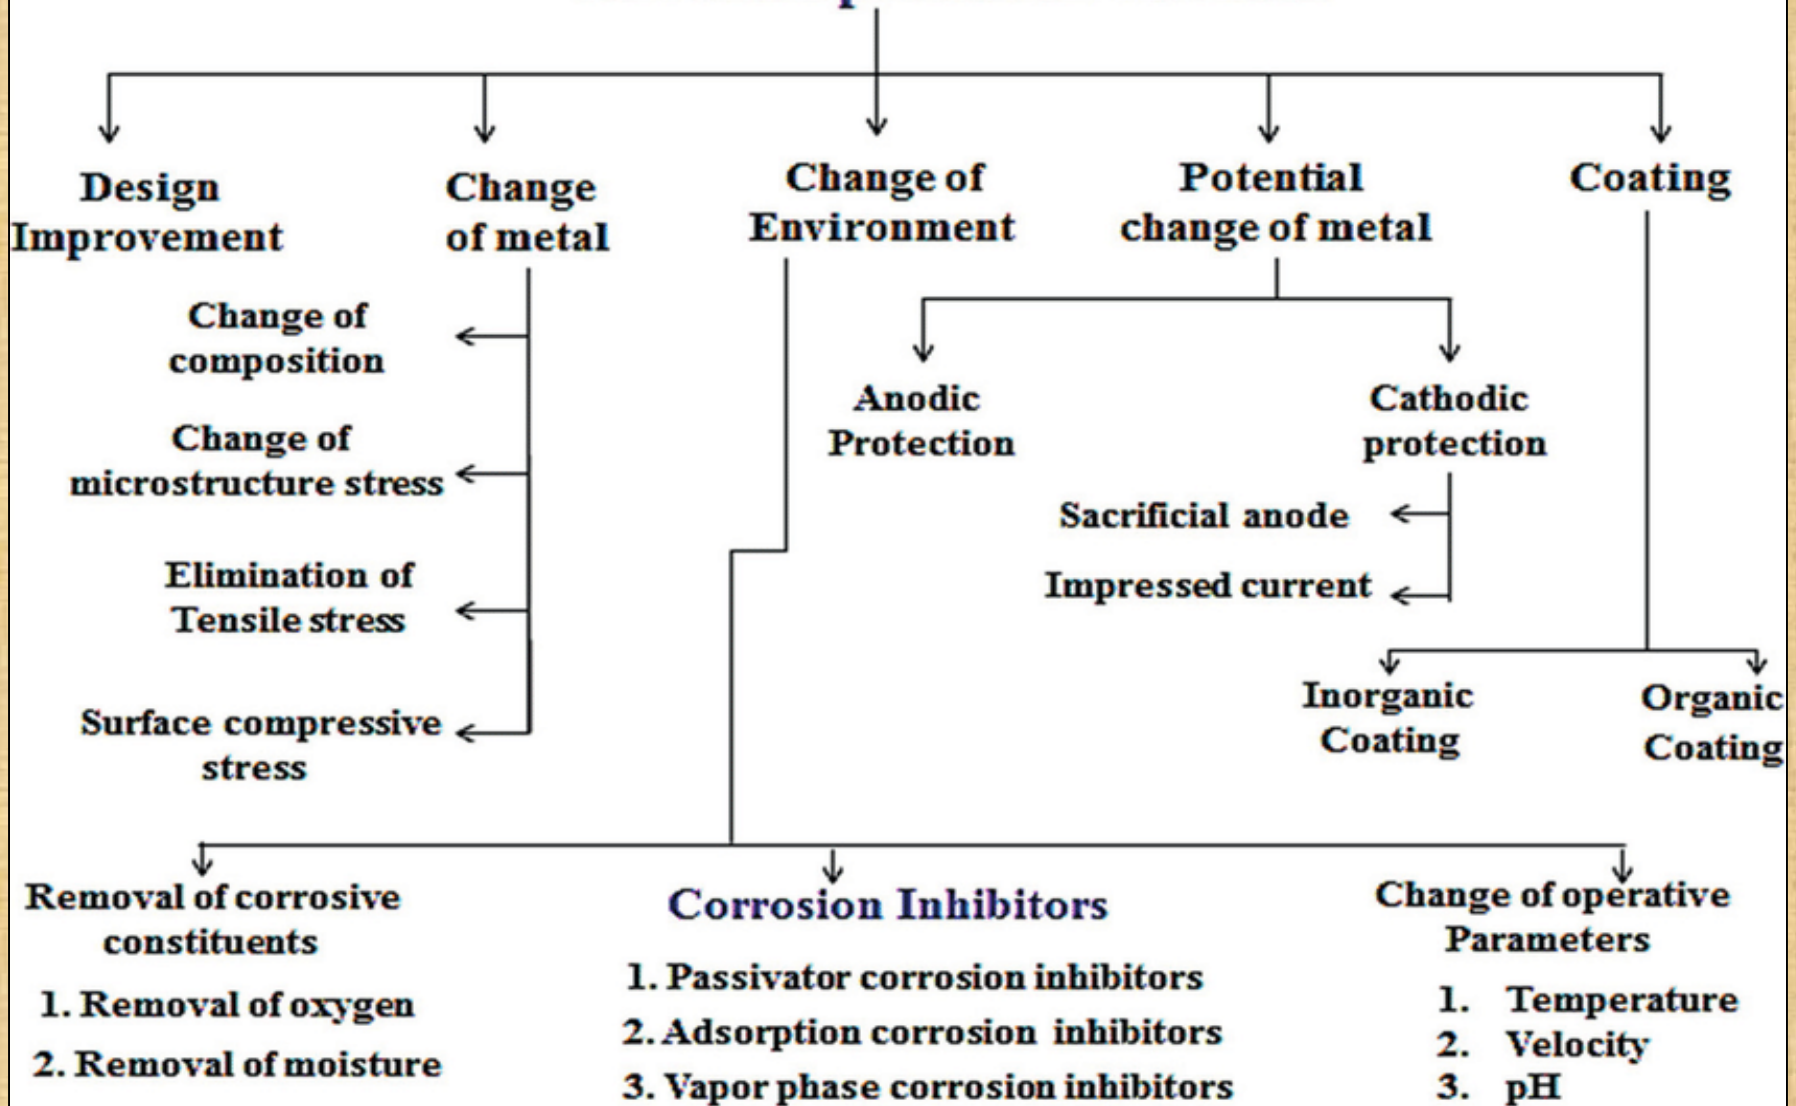 Design
Improvement
Change
of metal
Change of
Environment
Potential
change of metal
Coating
Change of
composition
Change of
microstructure stress
Elimination of
Tensile stress
Surface compressive
stress
Anodic
Protection
Cathodic
protection
Sacrificial anode
Impressed current
Inorganic
Coating
Organic
Coating
Removal of corrosive
constituents
1. Removal of oxygen
2. Removal of moisture
Corrosion Inhibitors
1. Passivator corrosion inhibitors
2. Adsorption corrosion inhibitors
3. Vapor phase corrosion inhibitors
Change of operative
Parameters
1. Temperature
2. Velocity
3. pH